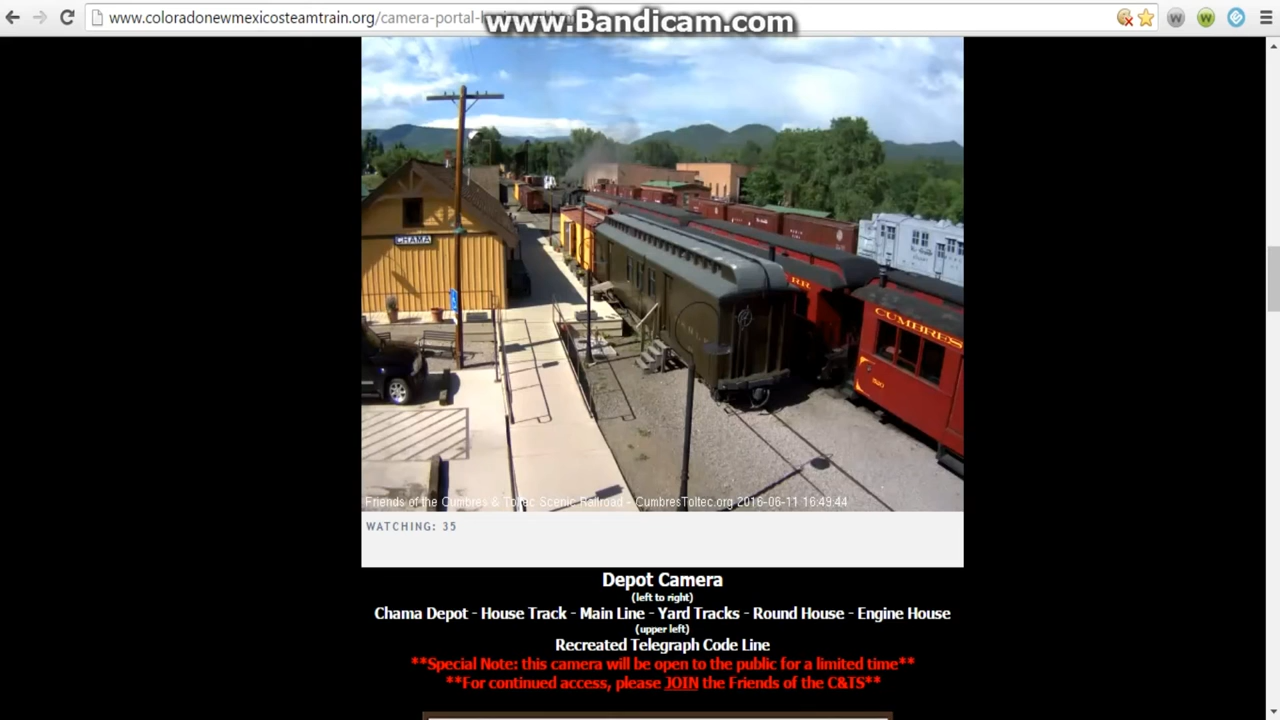 www.coloradonewmexicosteamtrain.org/camera-portal-
www.Bandicam.com
CHAMA
RR
CUMBRES
Friends of the Cumbres & Toltec Scenic Railroad - CumbresToltec.org 2016-06-11 16:49:44
WATCHING: 35
Depot Camera
(left to right)
Chama Depot - House Track - Main Line - Yard Tracks - Round House - Engine House
(upper left)
Recreated Telegraph Code Line
**Special Note: this camera will be open to the public for a limited time**
**For continued access, please JOIN the Friends of the C&TS**